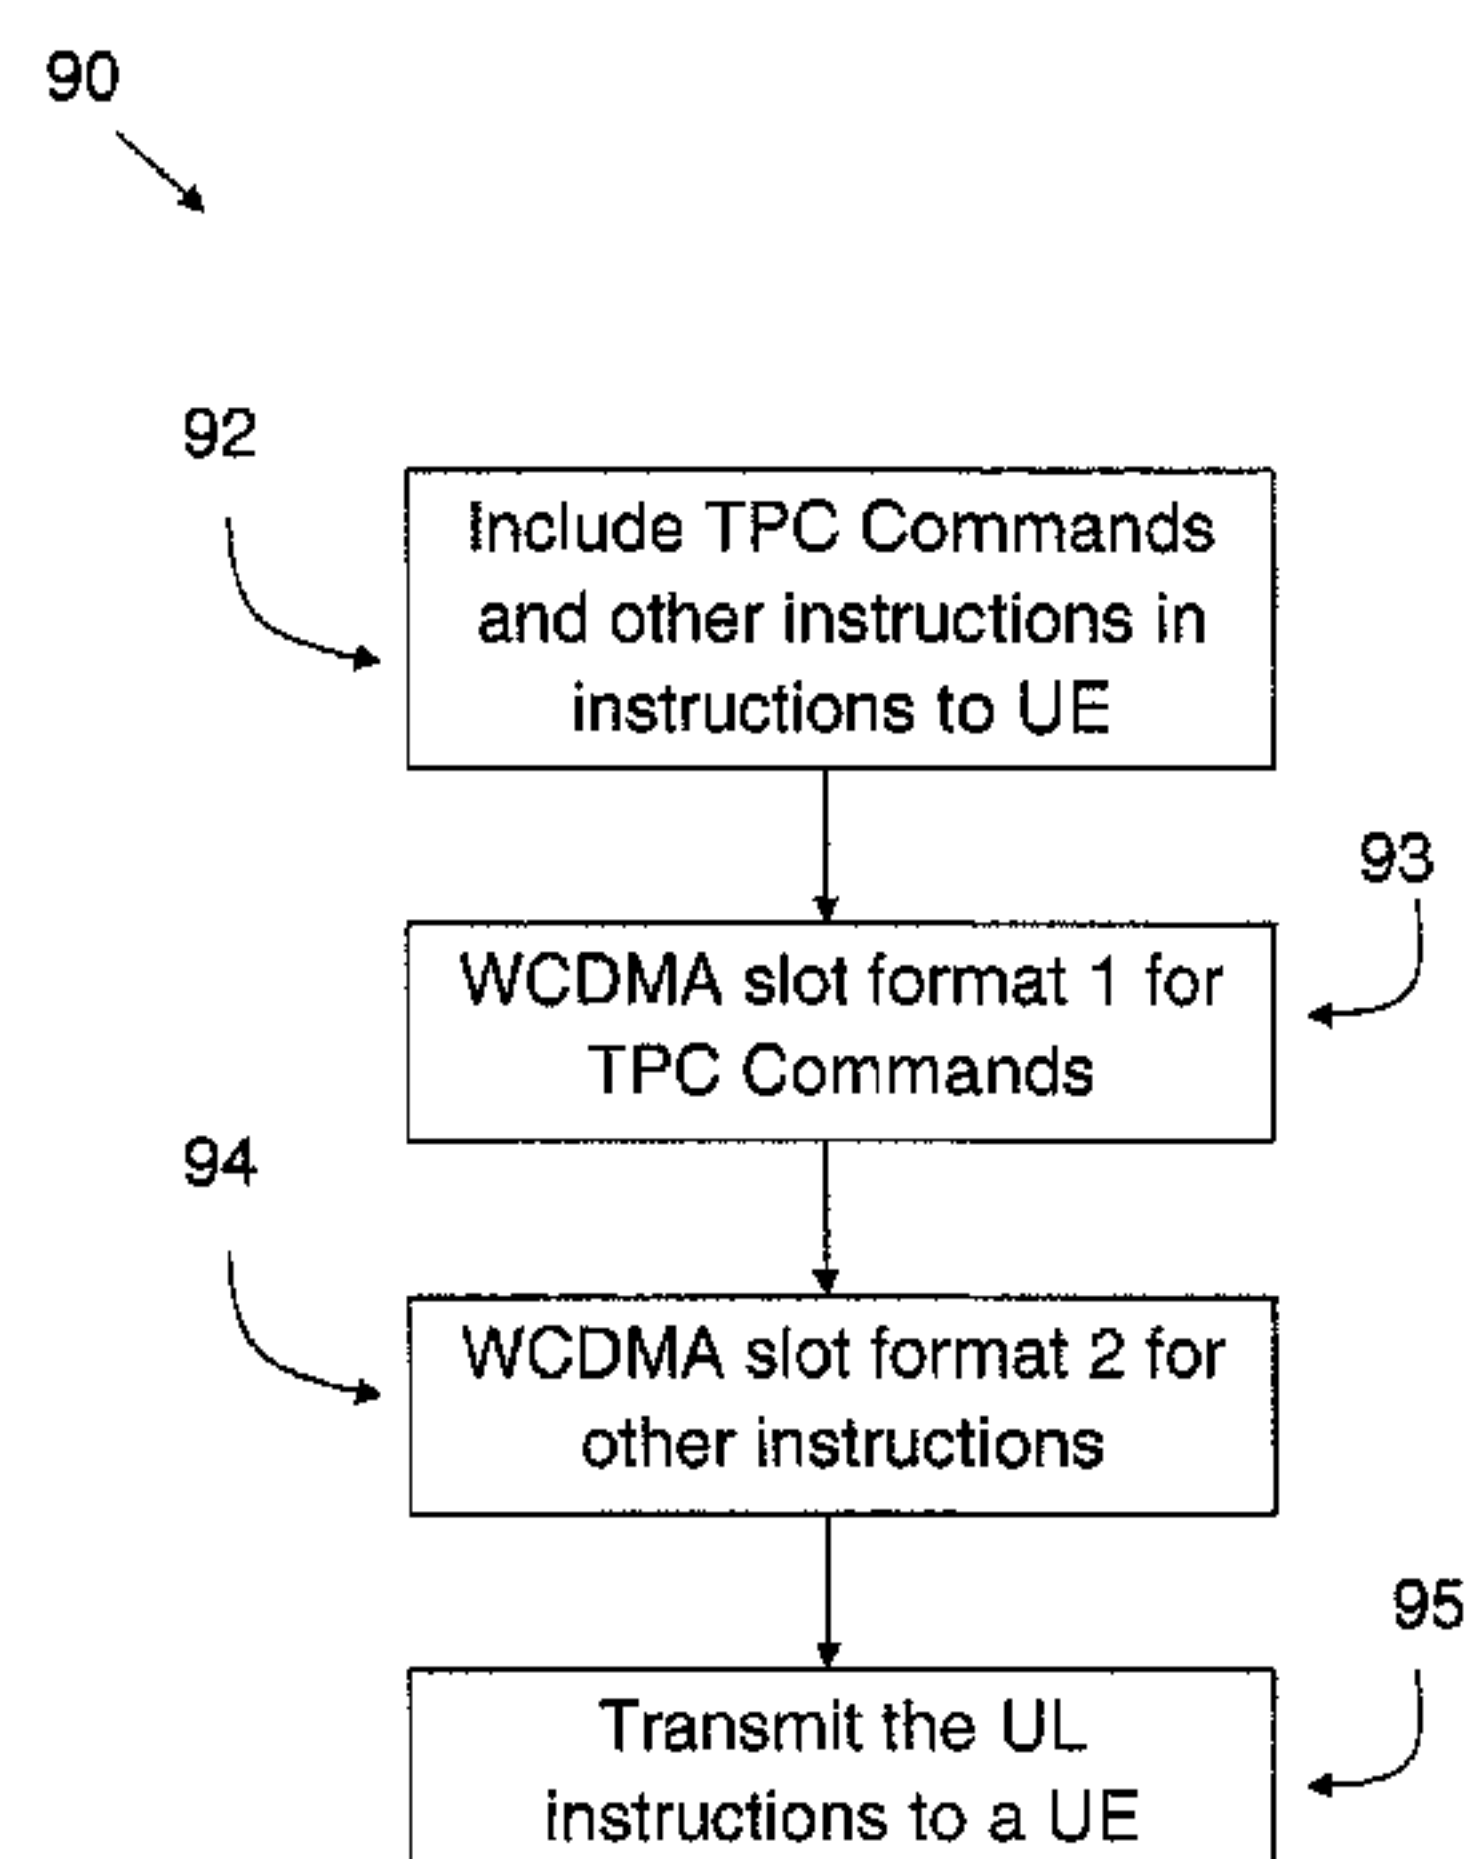 90
92
Include TPC Commands
and other instructions in
instructions to UE
93
WCDMA slot format 1 for
TPC Commands
94
WCDMA slot format 2 for
other instructions
95
Transmit the UL
instructions to a UE